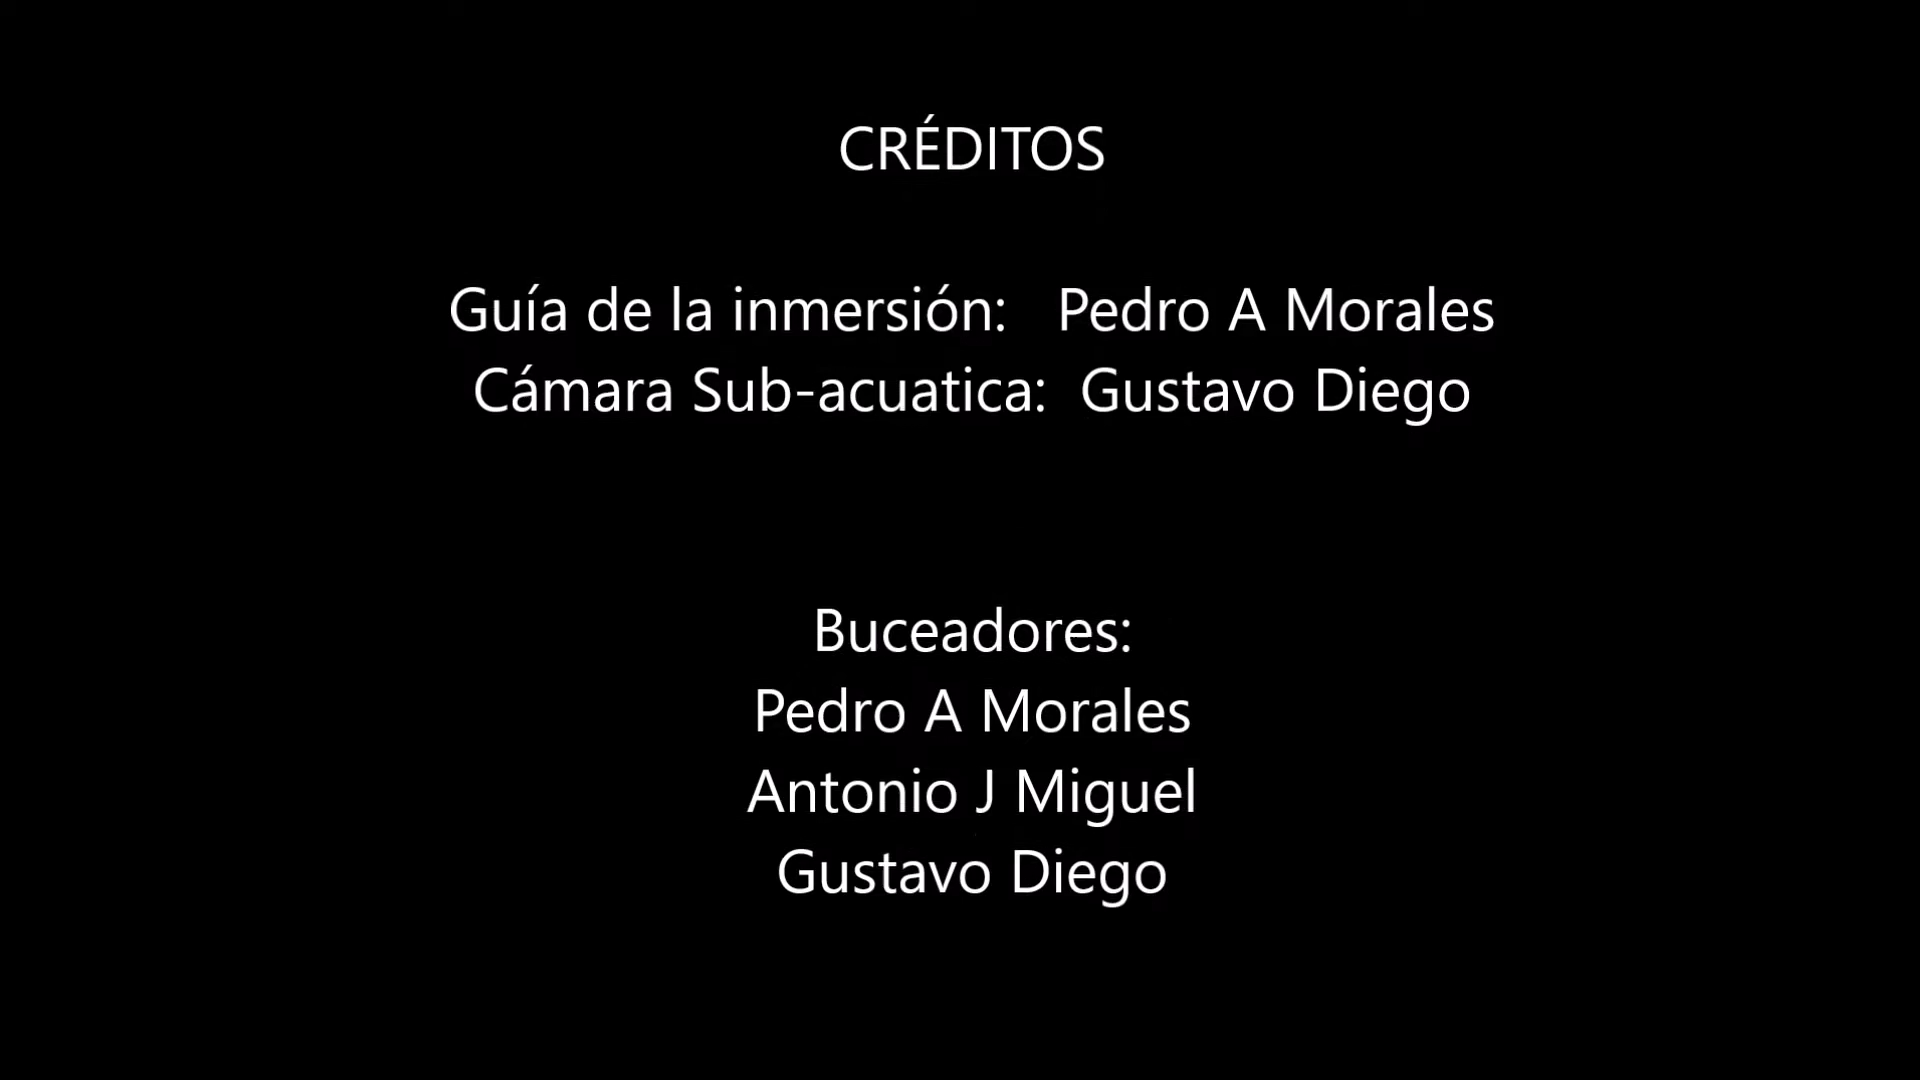 CRÉDITOS
Guía de la inmersión: Pedro A Morales
Cámara Sub-acuatica: Gustavo Diego
Buceadores:
Pedro A Morales
Antonio J Miguel
Gustavo Diego